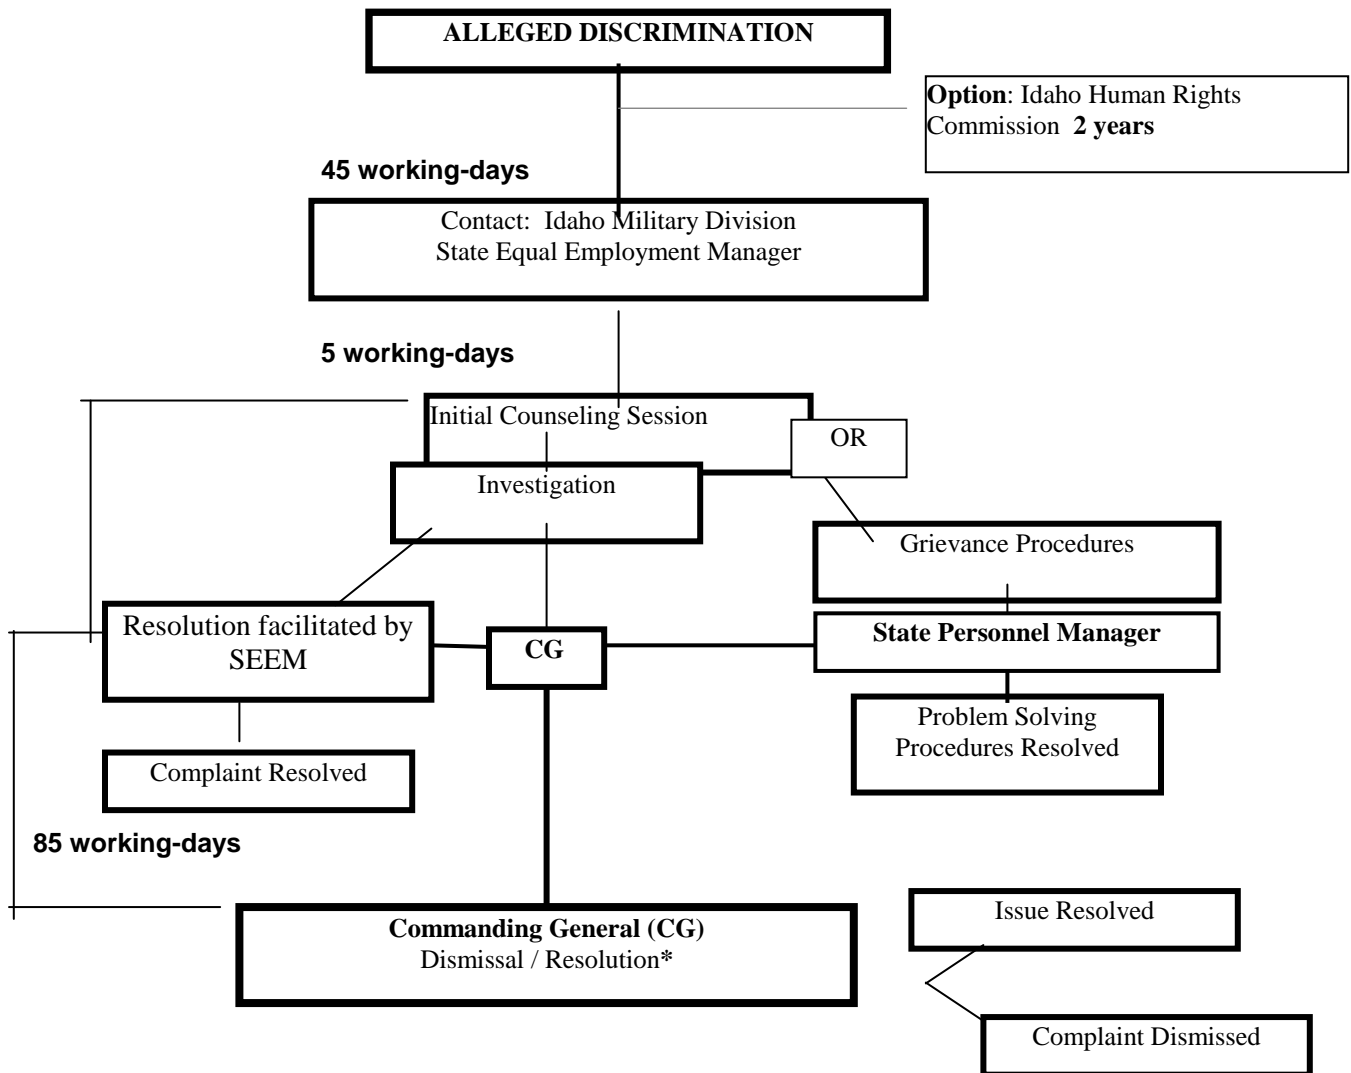 ALLEGED DISCRIMINATION
Option: Idaho Human Rights
Commission 2 years
45 working-days
Contact: Idaho Military Division
State Equal Employment Manager
5 working-days
Initial Counseling Session
OR
Investigation
Grievance Procedures
Resolution facilitated by
SEEM
CG
State Personnel Manager
Problem Solving
Procedures Resolved
Complaint Resolved
85 working-days
Commanding General (CG)
Dismissal / Resolution*
Issue Resolved
Complaint Dismissed